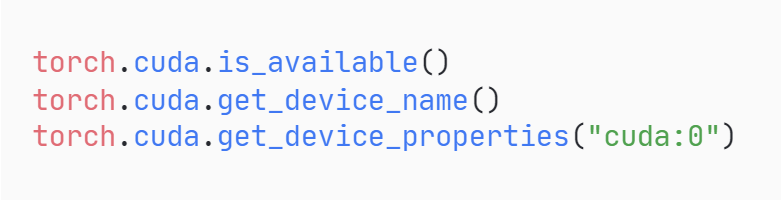 torch.cuda.is_available()
torch.cuda.get_device_name()
torch.cuda.get_device_properties("cuda:0")